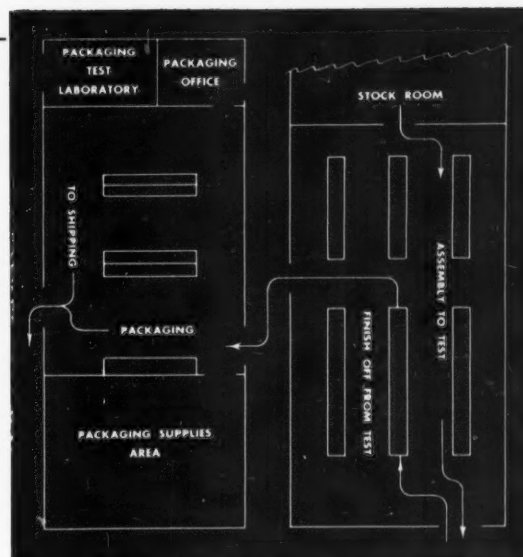 PACKAGING
TEST
LABORATORY
PACKAGING
OFFICE
STOCK ROOM
TO SHIPPING
ASSEMBLY TO TEST
PACKAGING
FINISH OFF FROM TEST
PACKAGING SUPPLIES
AREA